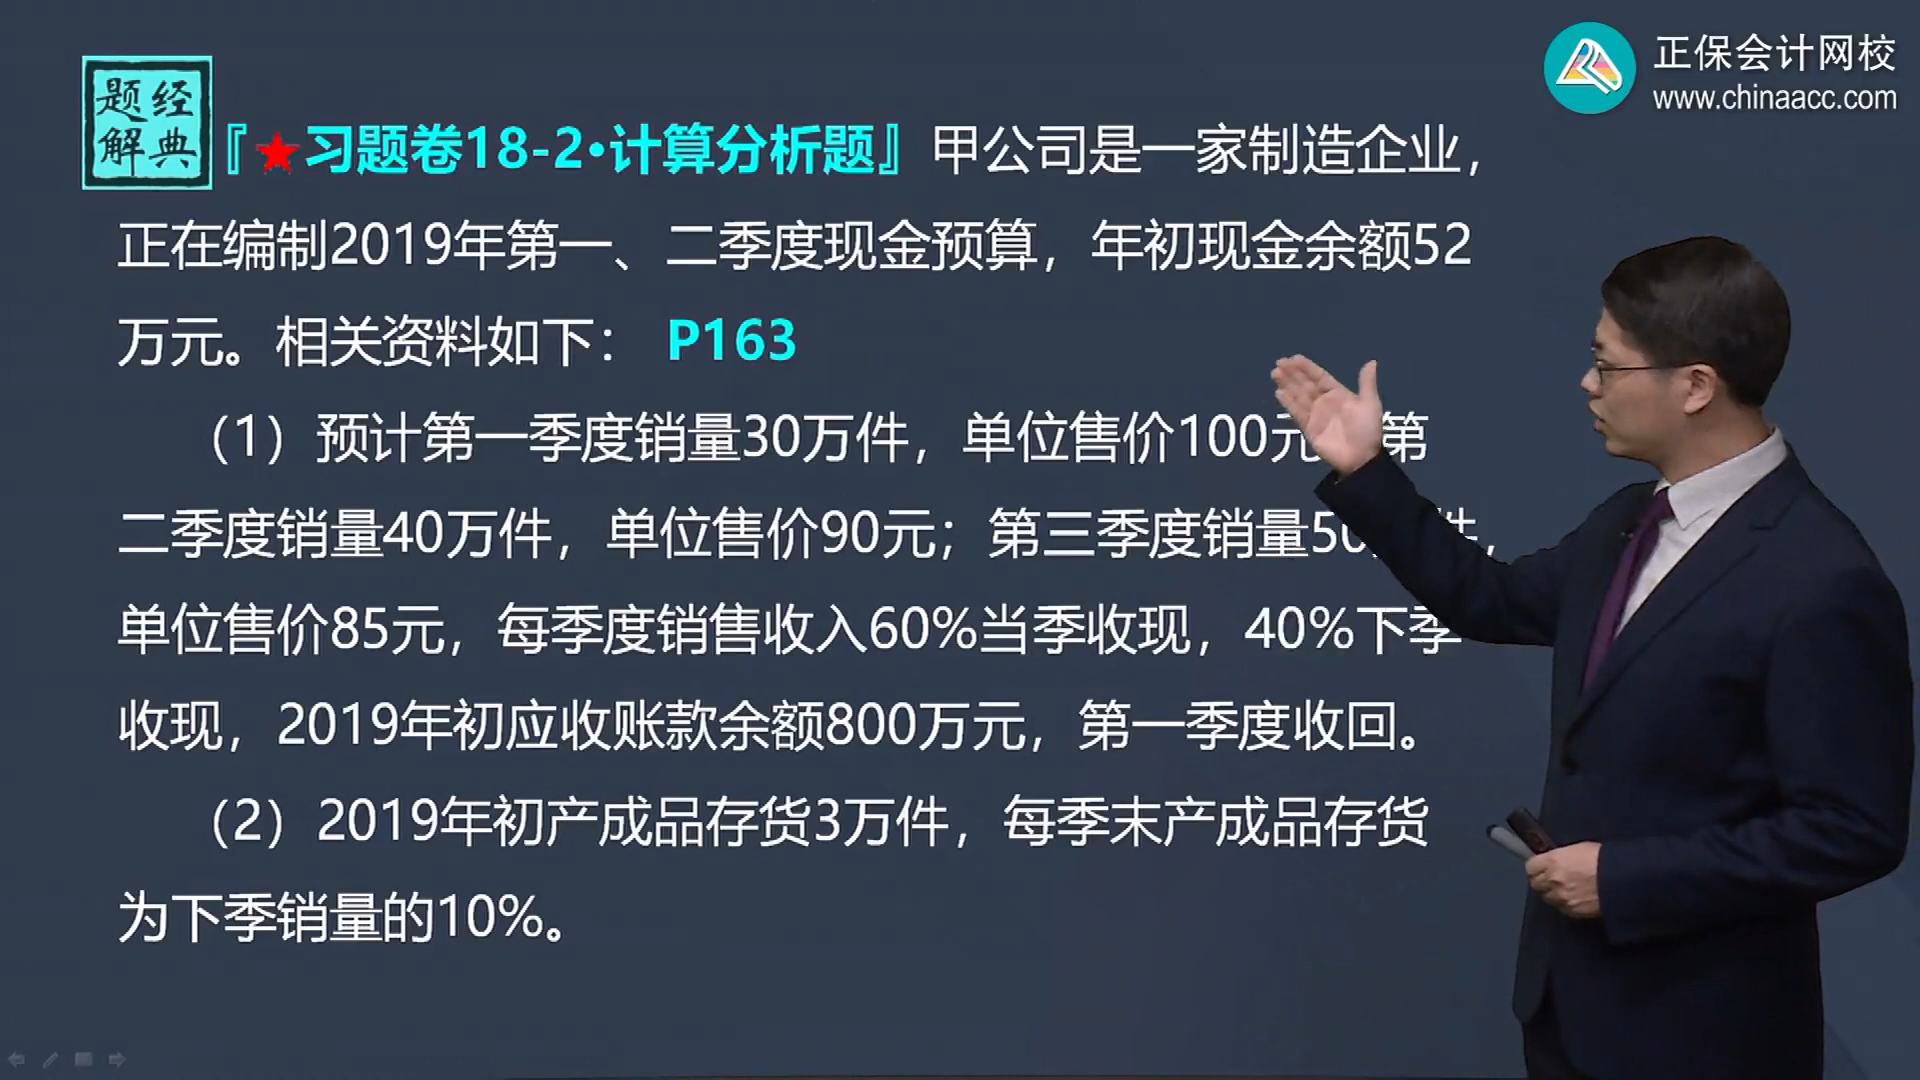 正保会计网校
www.chinaacc.com
经典
题解
『★习题卷18-2•计算分析题』甲公司是一家制造企业，
正在编制2019年第一、二季度现金预算，年初现金余额52
万元。相关资料如下： P163
（1）预计第一季度销量30万件，单位售价100元 第
二季度销量40万件，单位售价90元；第三季度销量50 件，
单位售价85元，每季度销售收入60%当季收现，40%下季
收现，2019年初应收账款余额800万元，第一季度收回。
（2）2019年初产成品存货3万件，每季末产成品存货
为下季销量的10%。